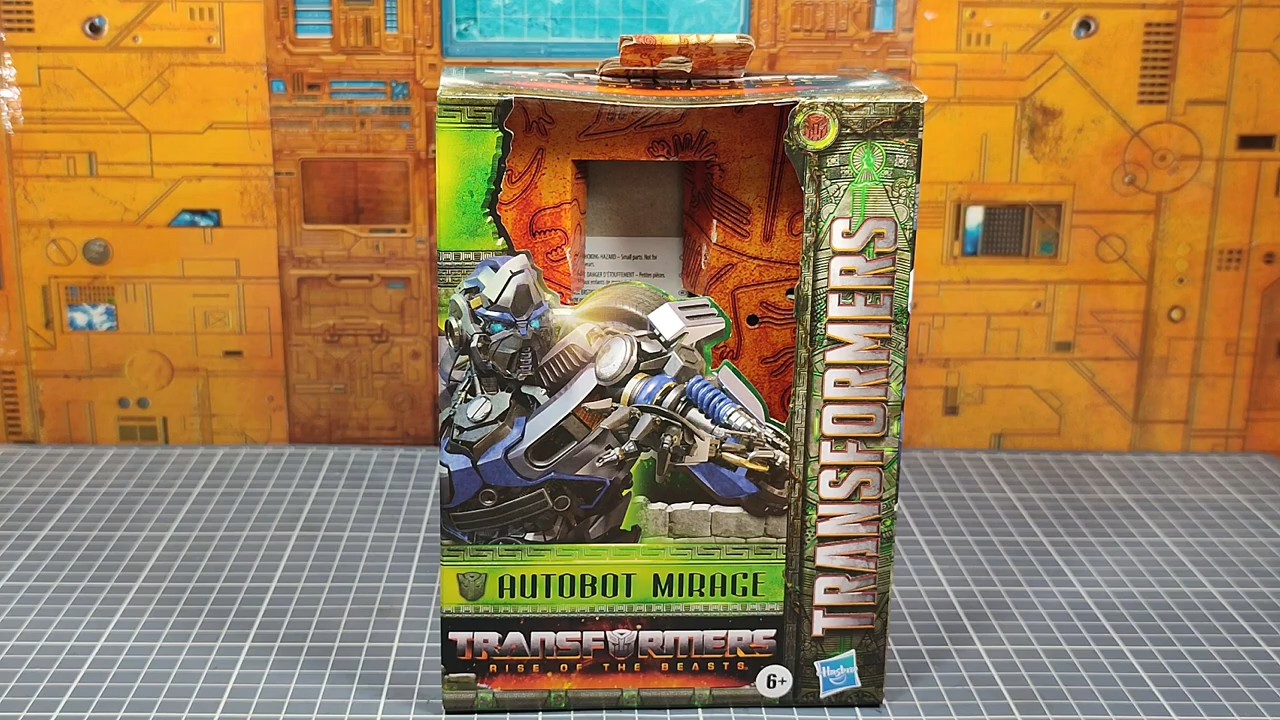 CHOKING HAZARD – Small parts. Not for
DANGER D'ÉTOUFFEMENT – Petites pièces.
TRANSFORMERS
AUTOBOT MIRAGE
TRANSFORMERS
RISE OF THE BEASTS
6+
Hasbro